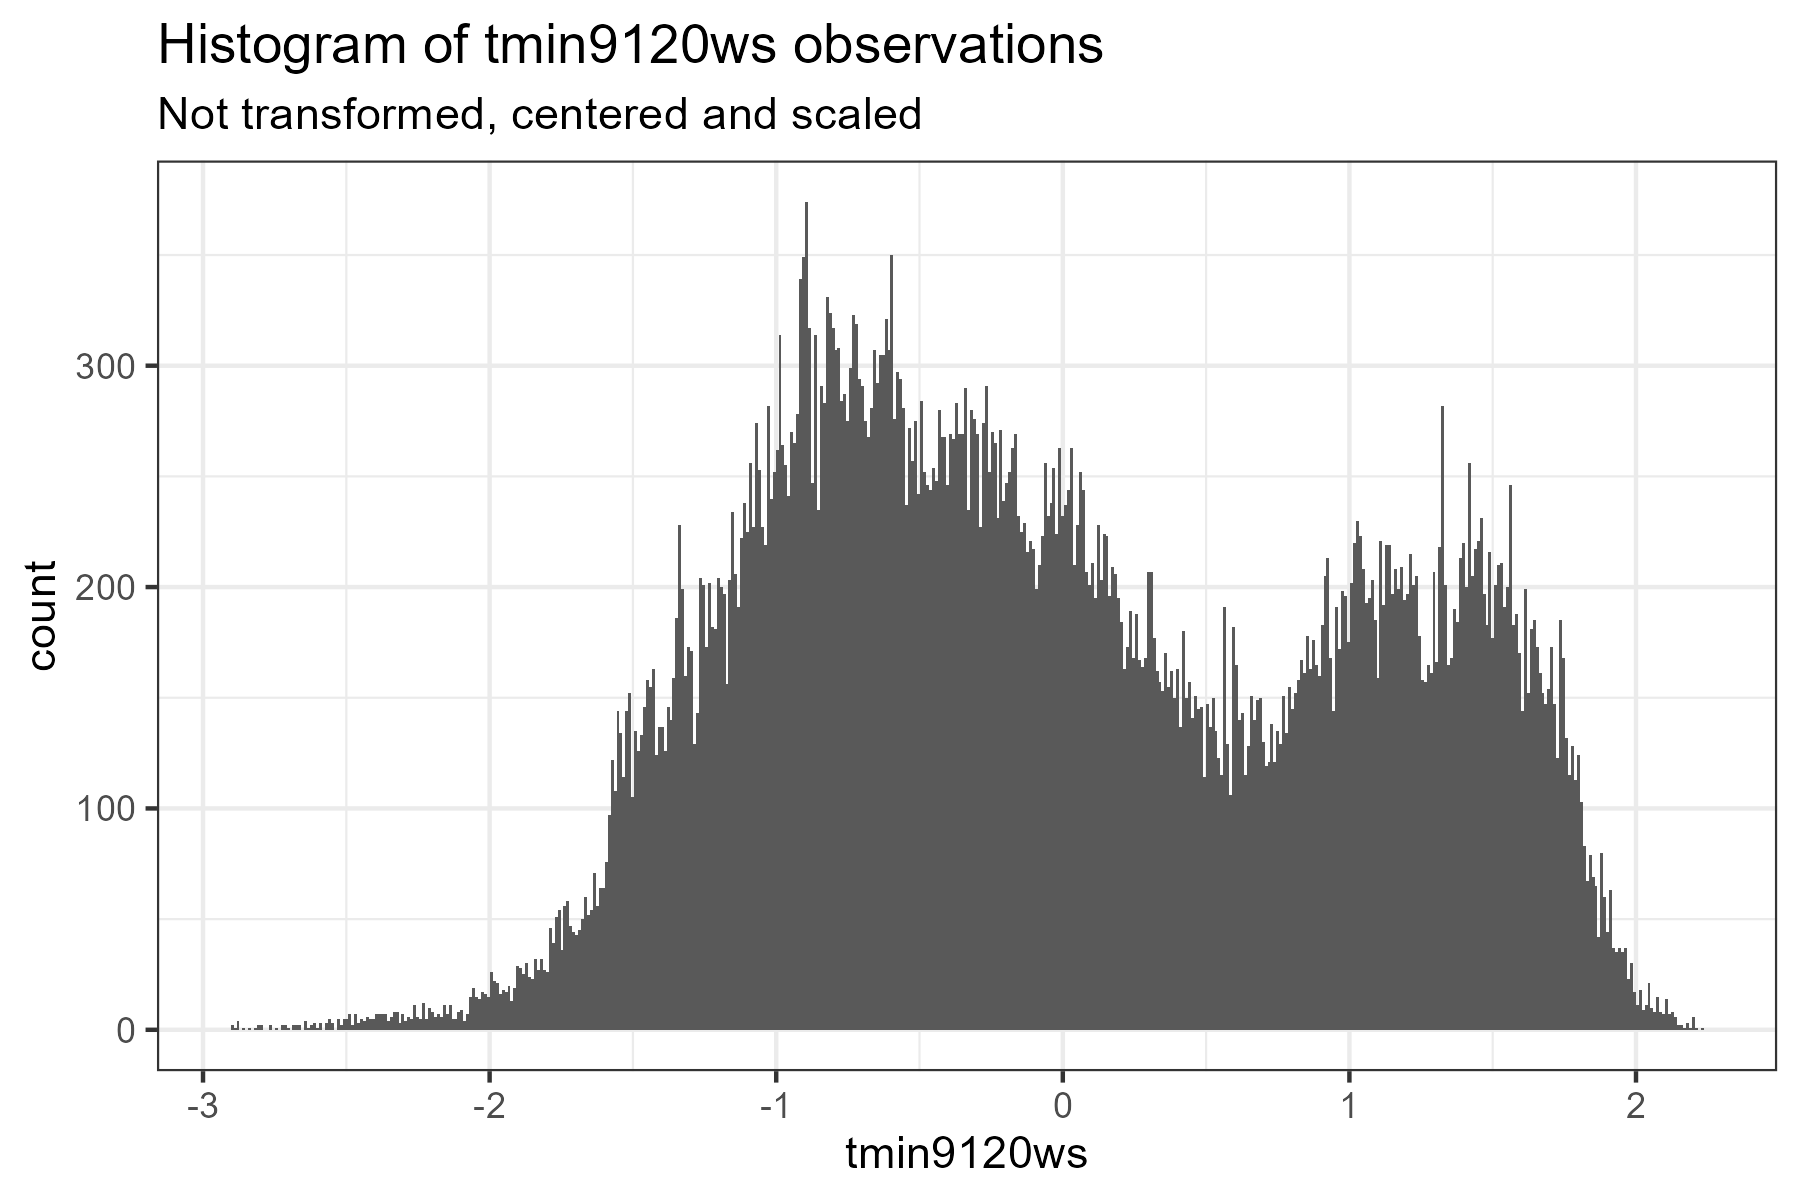 Histogram of tmin9120ws observations
Not transformed, centered and scaled
count
300
200
100
0
-3
-2
-1
0
1
2
tmin9120ws